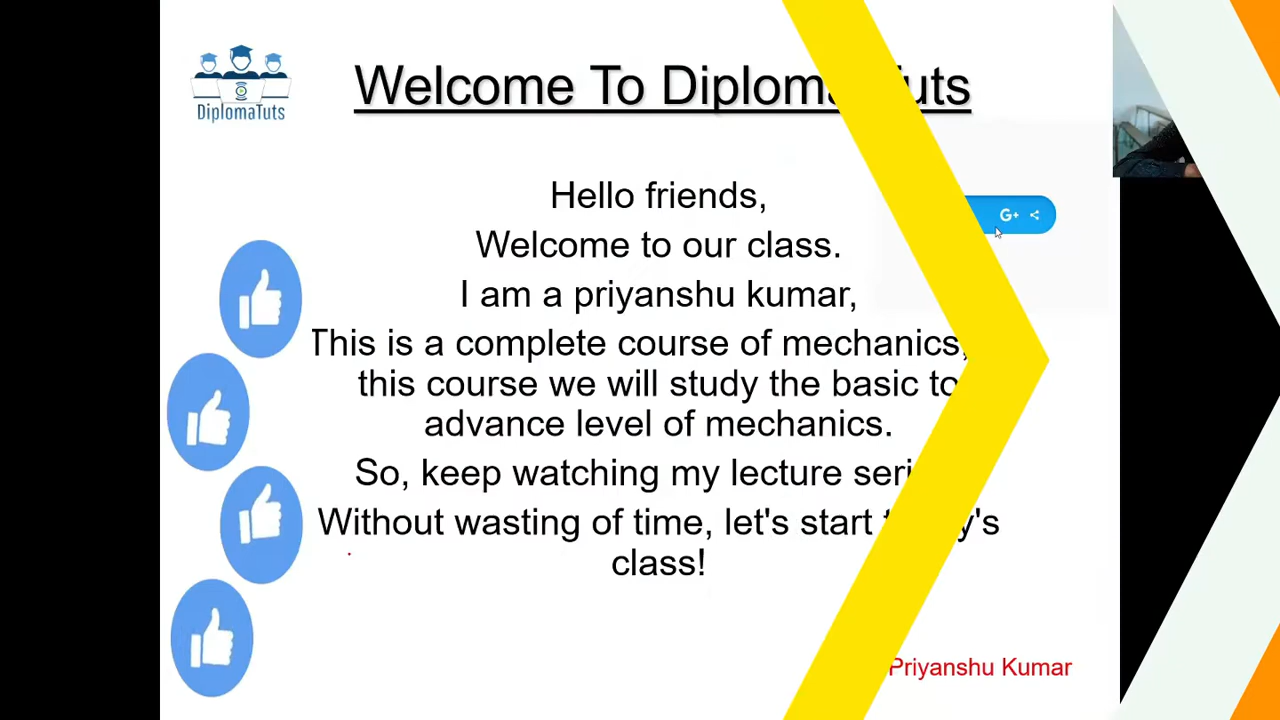 DiplomaTuts
Welcome To Diplom uts
Hello friends,
Welcome to our class.
I am a priyanshu kumar,
This is a complete course of mechanics,
this course we will study the basic to
advance level of mechanics.
So, keep watching my lecture
Without wasting of time, let's start
class!
G+
Priyanshu Kumar